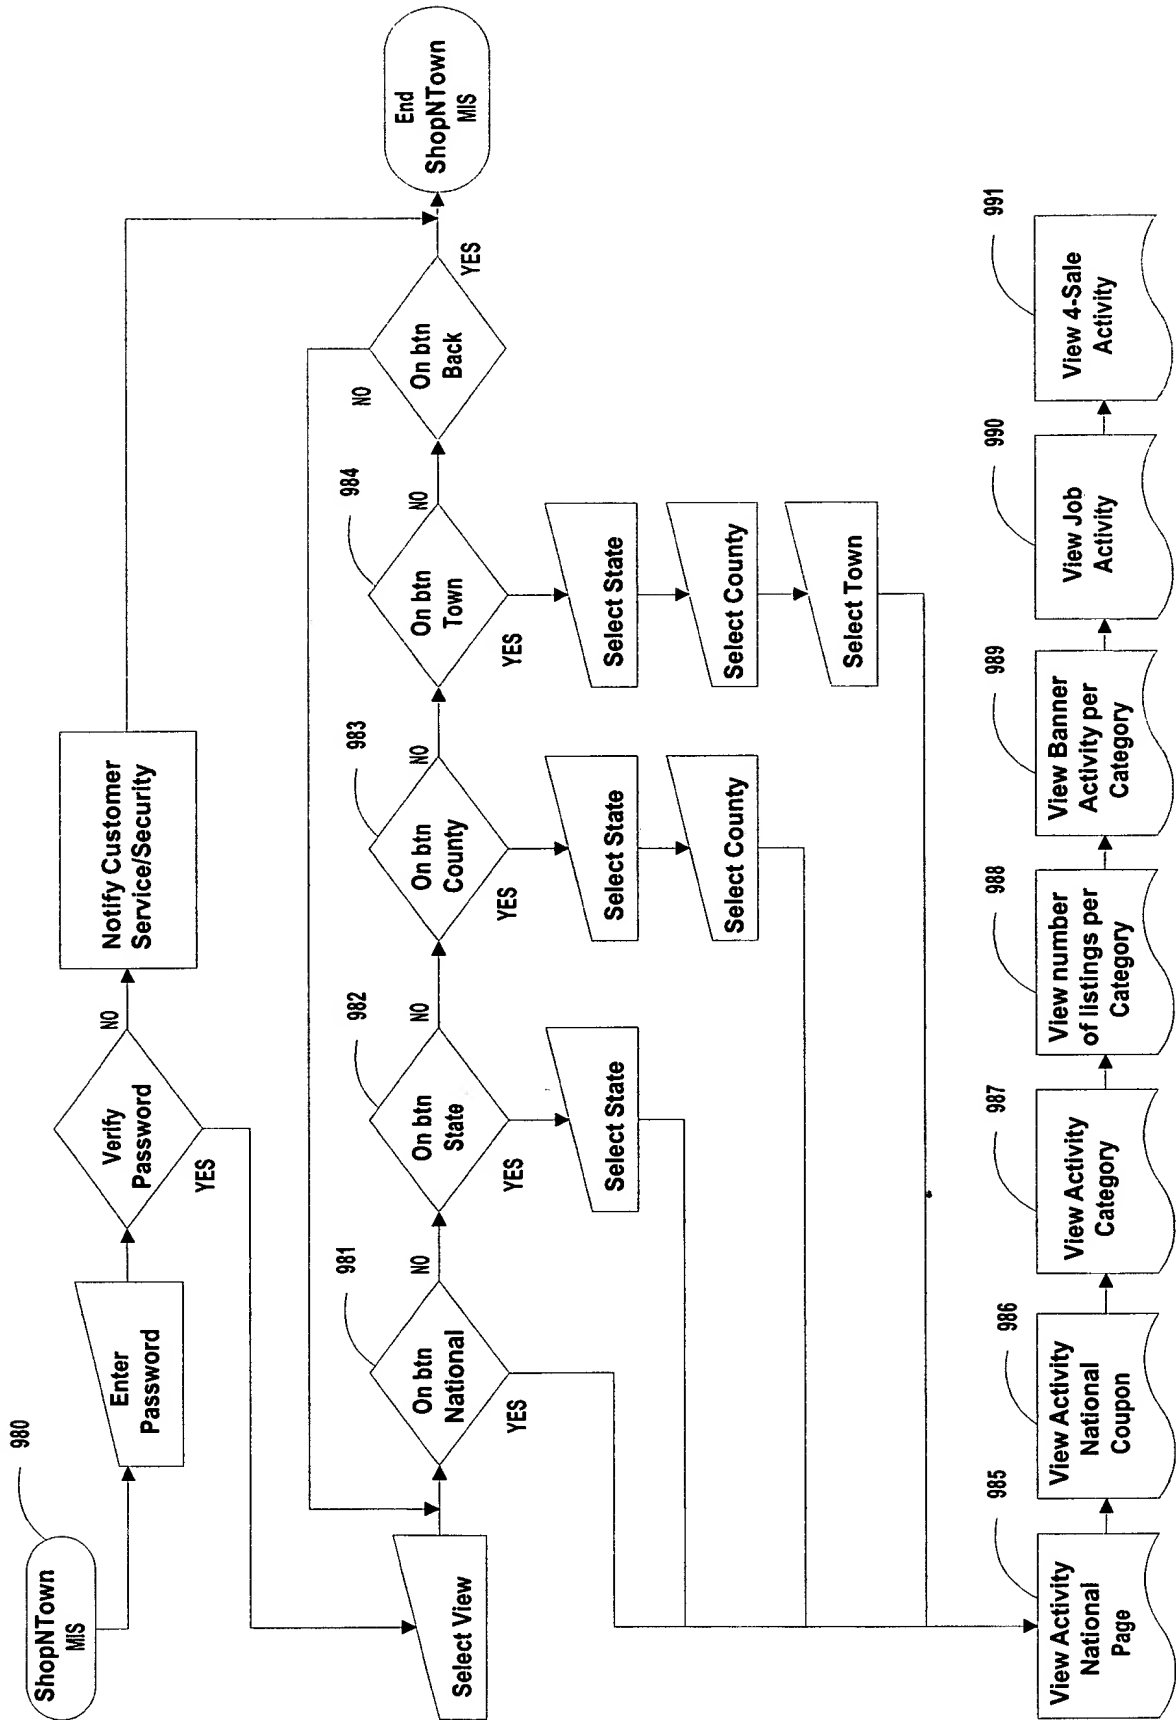 980
ShopNTown
MIS
Enter
Password
Verify
Password
NO
YES
Notify Customer
Service/Security
Select View
981
On btn
National
NO
YES
982
On btn
State
NO
YES
983
On btn
County
NO
YES
984
On btn
Town
NO
YES
On btn
Back
NO
YES
End
ShopNTown
MIS
Select State
Select State
Select County
Select State
Select County
Select Town
985
View Activity
National
Page
986
View Activity
National
Coupon
987
View Activity
Category
988
View number
of listings per
Category
989
View Banner
Activity per
Category
990
View Job
Activity
991
View 4-Sale
Activity